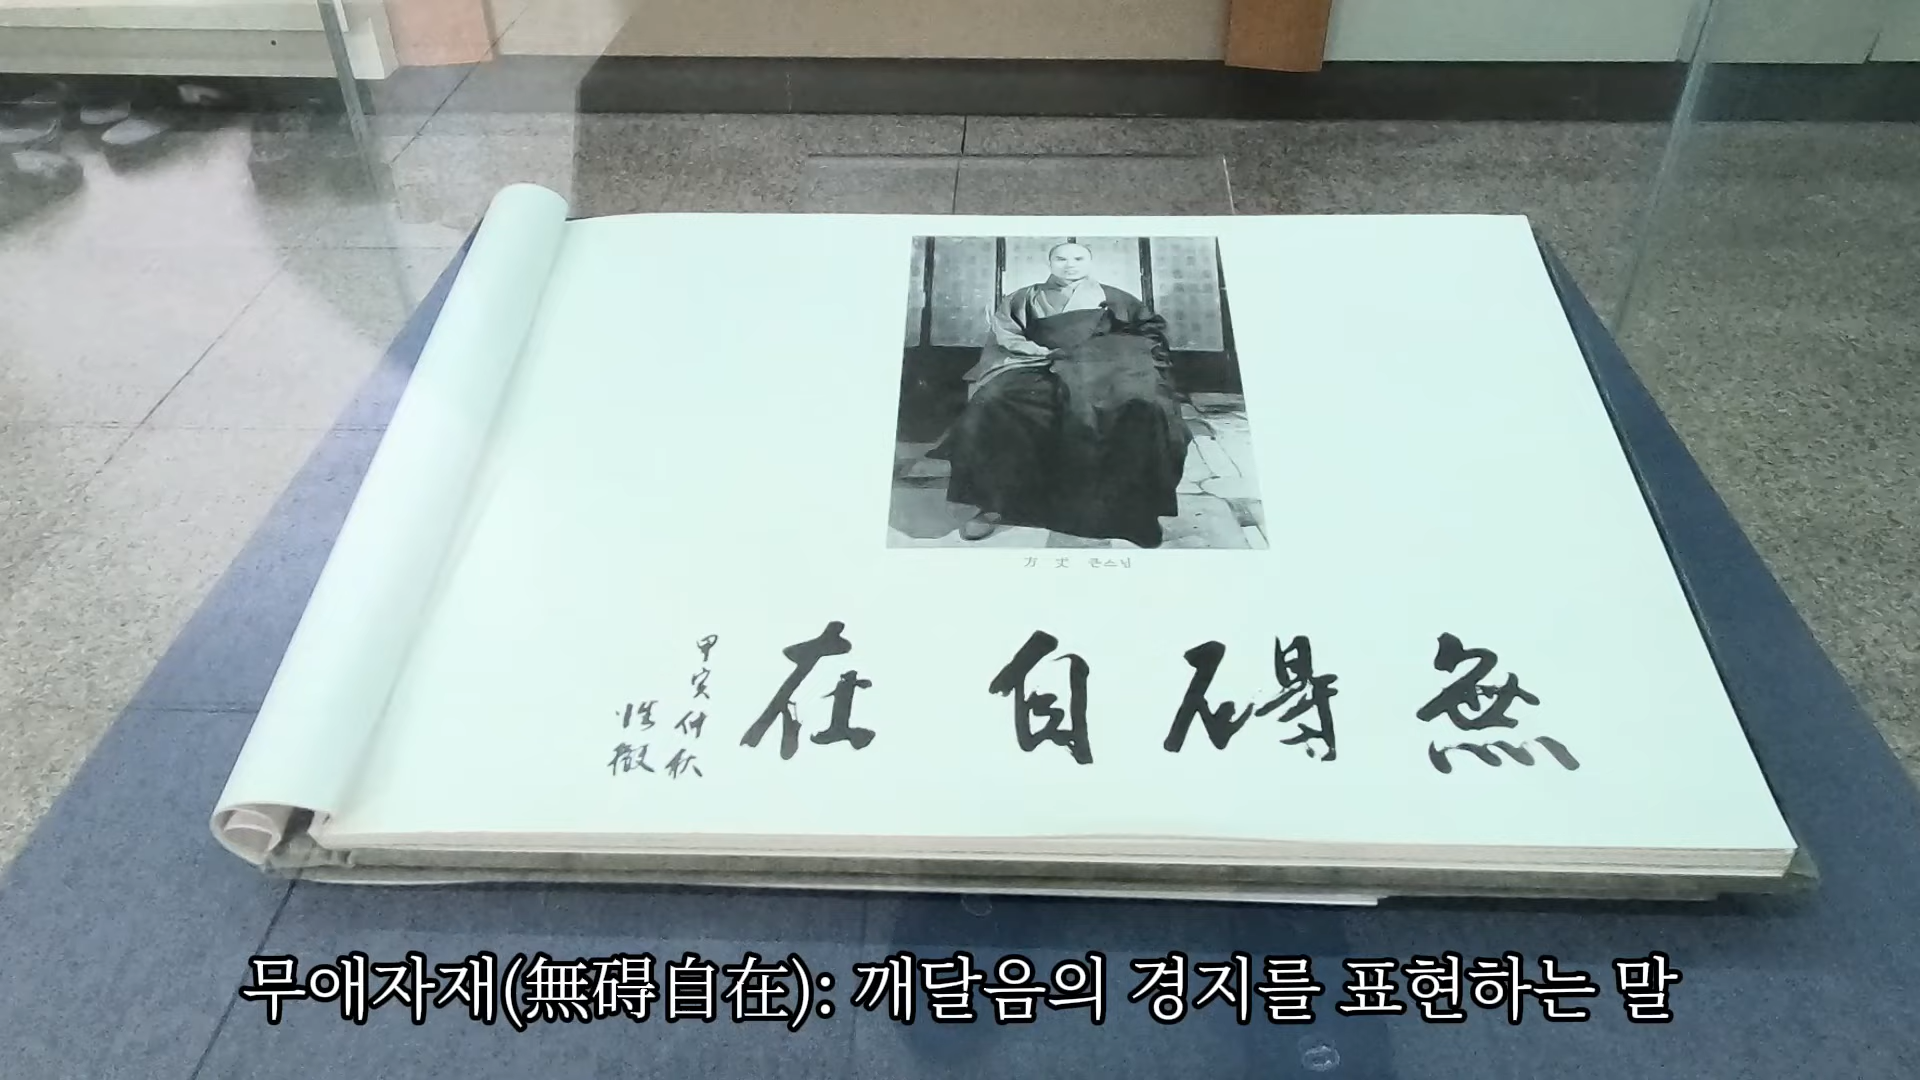 方丈 큰스님
無碍自在
甲寅仲秋
性徹
무애자재(無碍自在): 깨달음의 경지를 표현하는 말